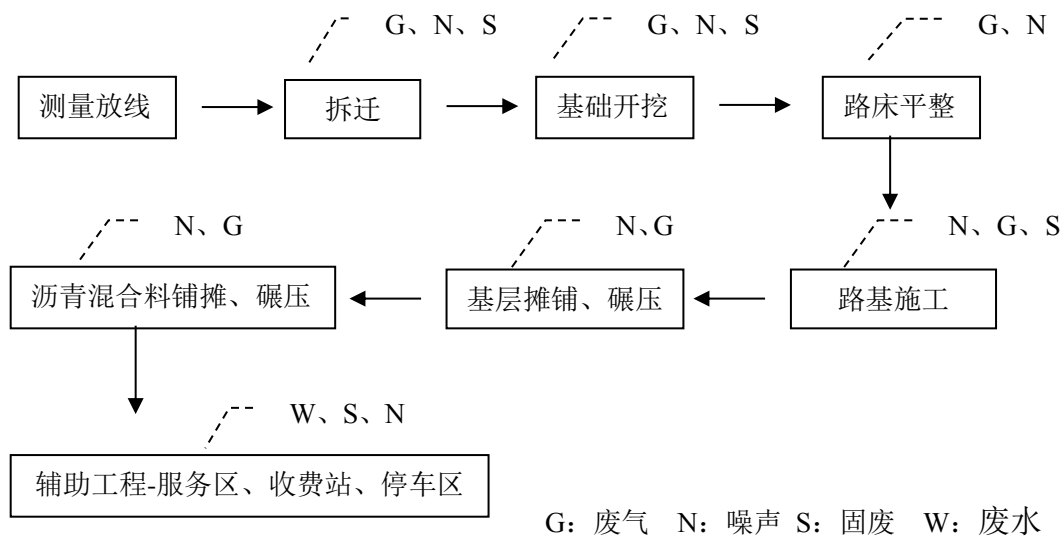 G、N、S
G、N、S
G、N
测量放线
拆迁
基础开挖
路床平整
N、G
N、G
N、G、S
沥青混合料铺摊、碾压
基层摊铺、碾压
路基施工
W、S、N
辅助工程-服务区、收费站、停车区
G：废气 N：噪声 S：固废 W：废水